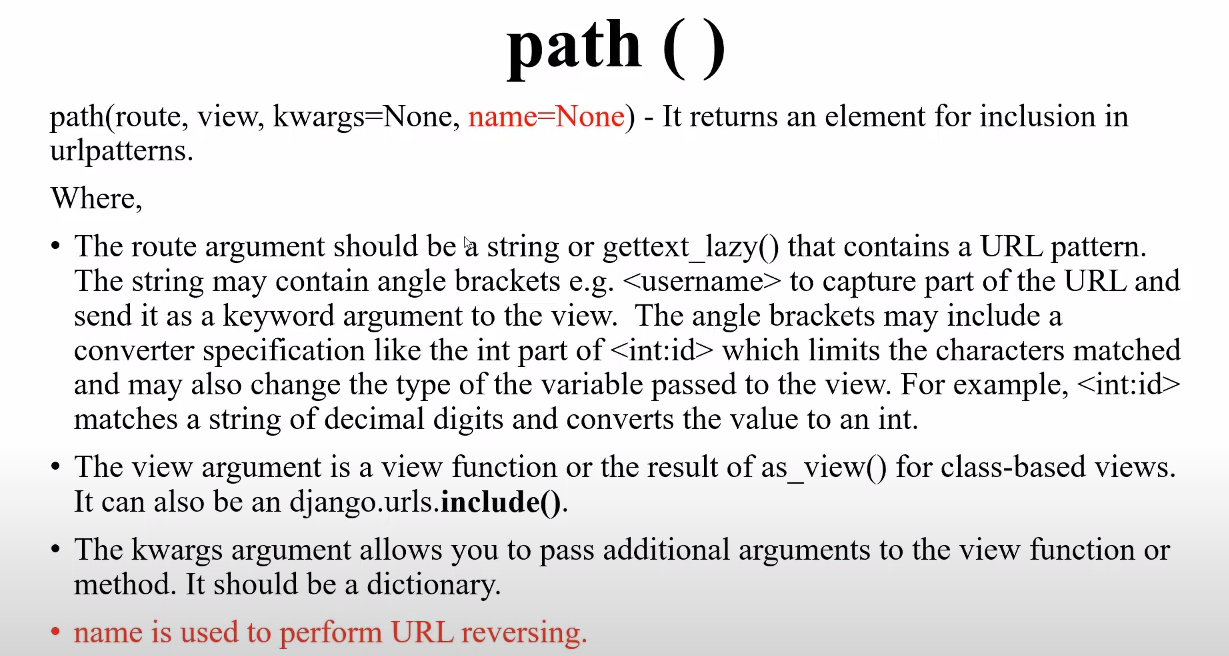 path ( )
path(route, view, kwargs=None, name=None) - It returns an element for inclusion in
urlpatterns.
Where,
• The route argument should be a string or gettext_lazy() that contains a URL pattern.
The string may contain angle brackets e.g. <username> to capture part of the URL and
send it as a keyword argument to the view.  The angle brackets may include a
converter specification like the int part of <int:id> which limits the characters matched
and may also change the type of the variable passed to the view. For example, <int:id>
matches a string of decimal digits and converts the value to an int.
• The view argument is a view function or the result of as_view() for class-based views.
It can also be an django.urls.include().
• The kwargs argument allows you to pass additional arguments to the view function or
method. It should be a dictionary.
• name is used to perform URL reversing.